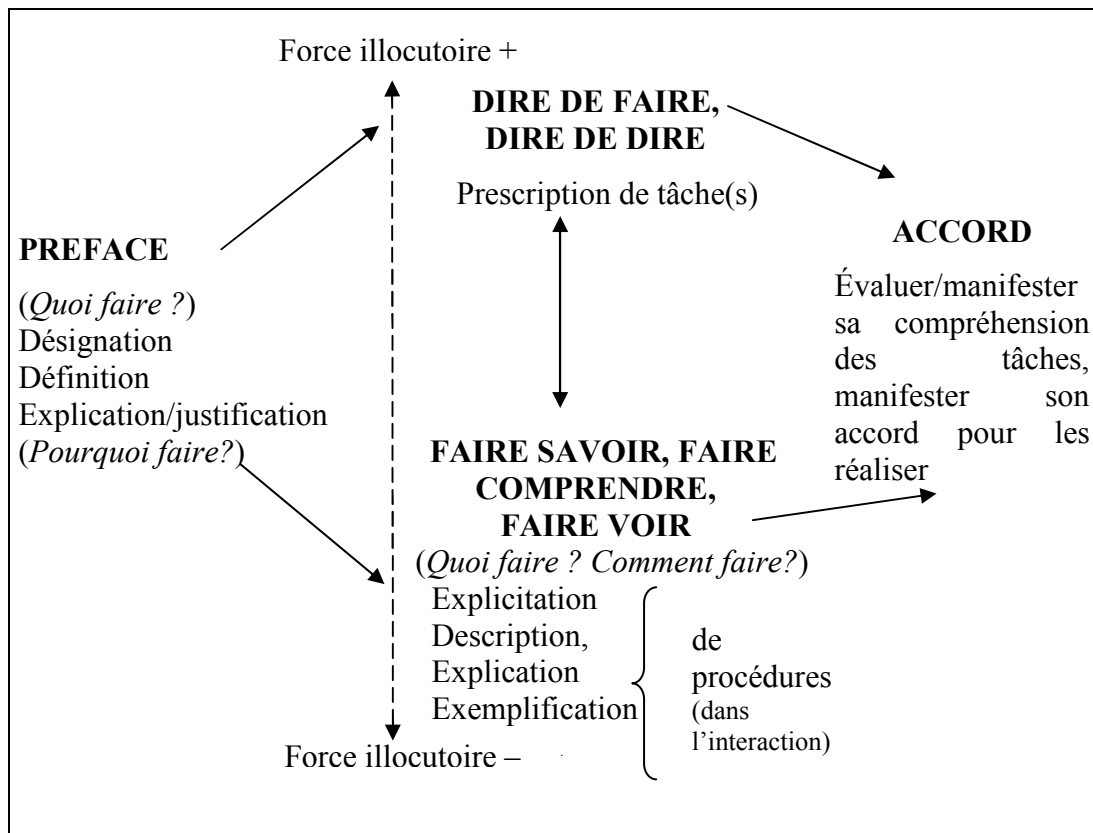 Force illocutoire +
DIRE DE FAIRE,
DIRE DE DIRE
Prescription de tâche(s)
PREFACE
(Quoi faire ?)
Désignation
Définition
Explication/justification
(Pourquoi faire?)
ACCORD
Évaluer/manifester
sa compréhension
des tâches,
manifester son
accord pour les
réaliser
FAIRE SAVOIR, FAIRE
COMPRENDRE,
FAIRE VOIR
(Quoi faire ? Comment faire?)
Explicitation
Description,
Explication
Exemplification
de
procédures
(dans
l’interaction)
Force illocutoire –